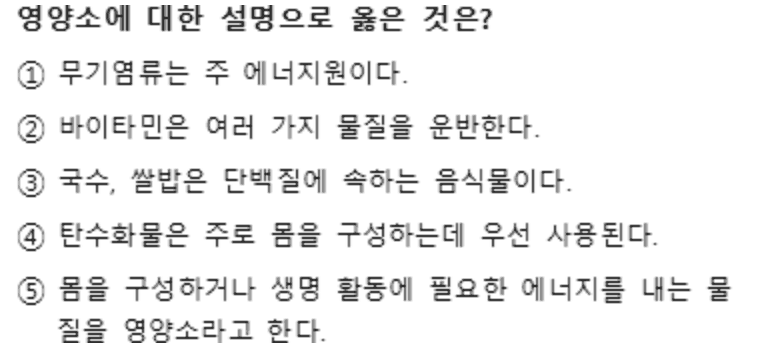 영양소에 대한 설명으로 옳은 것은?
① 무기염류는 주 에너지원이다.
② 바이타민은 여러 가지 물질을 운반한다.
③ 국수, 쌀밥은 단백질에 속하는 음식물이다.
④ 탄수화물은 주로 몸을 구성하는데 우선 사용된다.
⑤ 몸을 구성하거나 생명 활동에 필요한 에너지를 내는 물
질을 영양소라고 한다.